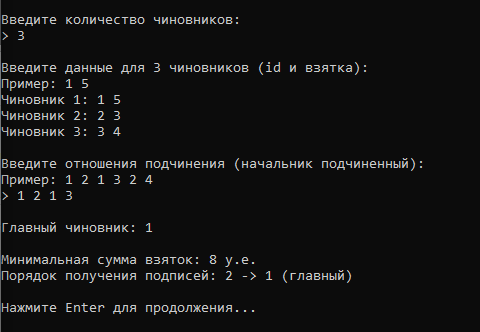 Введите количество чиновников:
> 3
Введите данные для 3 чиновников (id и взятка):
Пример: 1 5
Чиновник 1: 1 5
Чиновник 2: 2 3
Чиновник 3: 3 4
Введите отношения подчинения (начальник подчиненный):
Пример: 1 2 1 3 2 4
> 1 2 1 3
Главный чиновник: 1
Минимальная сумма взяток: 8 у.е.
Порядок получения подписей: 2 -> 1 (главный)
Нажмите Enter для продолжения...